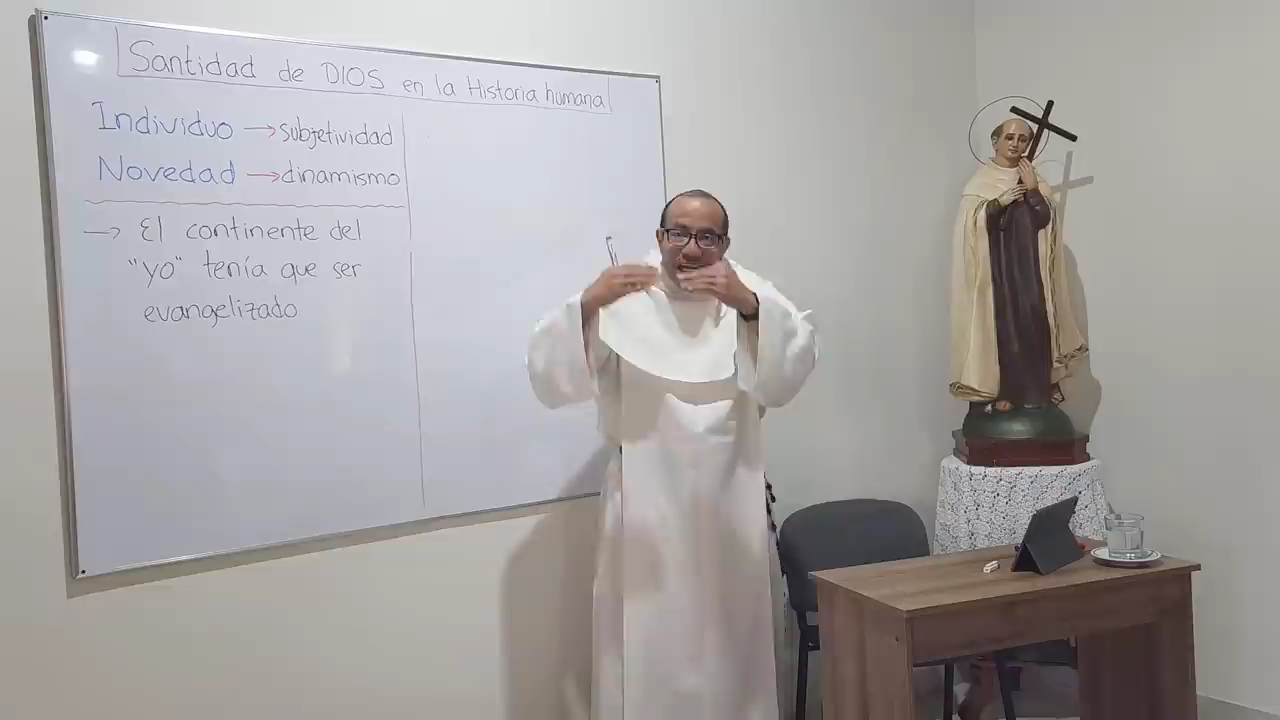 Santidad de DIOS en la Historia humana
Individuo → subjetividad
Novedad → dinamismo
→ El continente del
"yo" tenía que ser
evangelizado